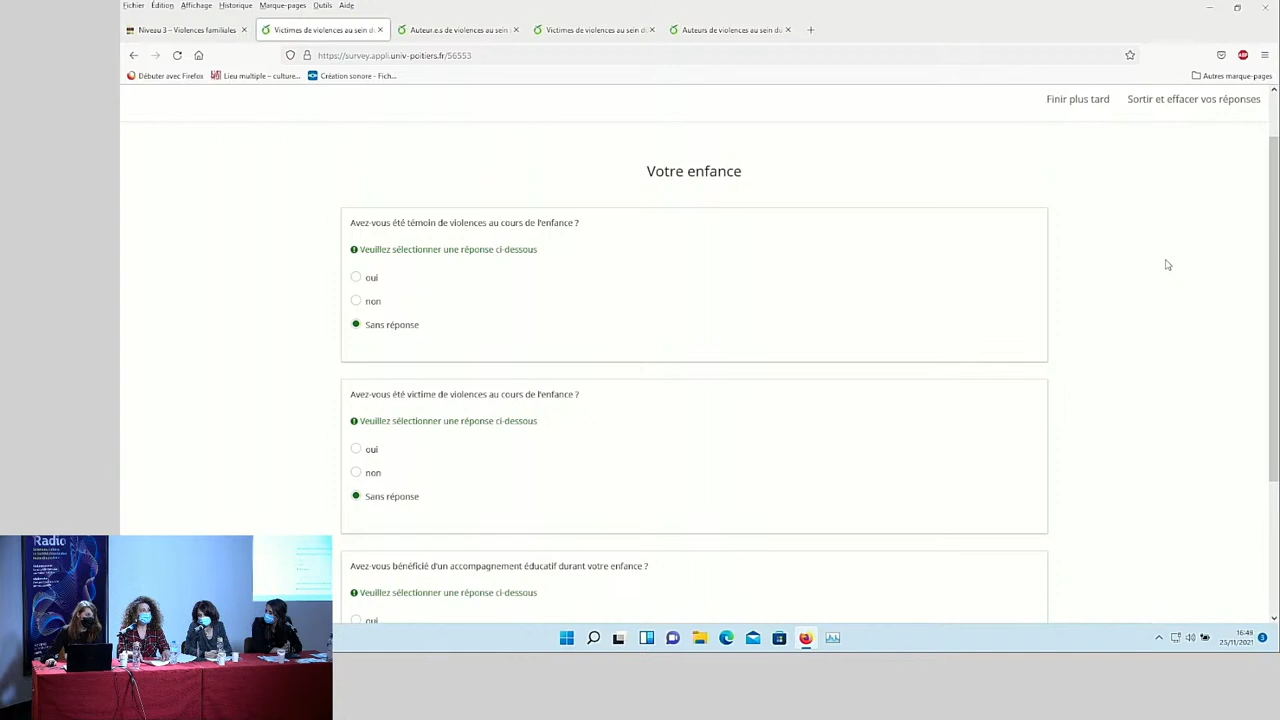 Fichier Édition Affichage Historique Marque-pages Outils Aide
Niveau 3 – Violences familiales
Victimes de violences au sein d
Auteur.e.s de violences au sein
Victimes de violences au sein d
Auteurs de violences au sein du
https://survey.appli.univ-poitiers.fr/56553
Débuter avec Firefox
Lieu multiple – culture...
Création sonore - Fich...
Autres marque-pages
Finir plus tard
Sortir et effacer vos réponses
Votre enfance
Avez-vous été témoin de violences au cours de l'enfance ?
Veuillez sélectionner une réponse ci-dessous
oui
non
Sans réponse
Avez-vous été victime de violences au cours de l'enfance ?
Veuillez sélectionner une réponse ci-dessous
oui
non
Sans réponse
Avez-vous bénéficié d'un accompagnement éducatif durant votre enfance ?
Veuillez sélectionner une réponse ci-dessous
oui
Radio
16:49
25/11/2021